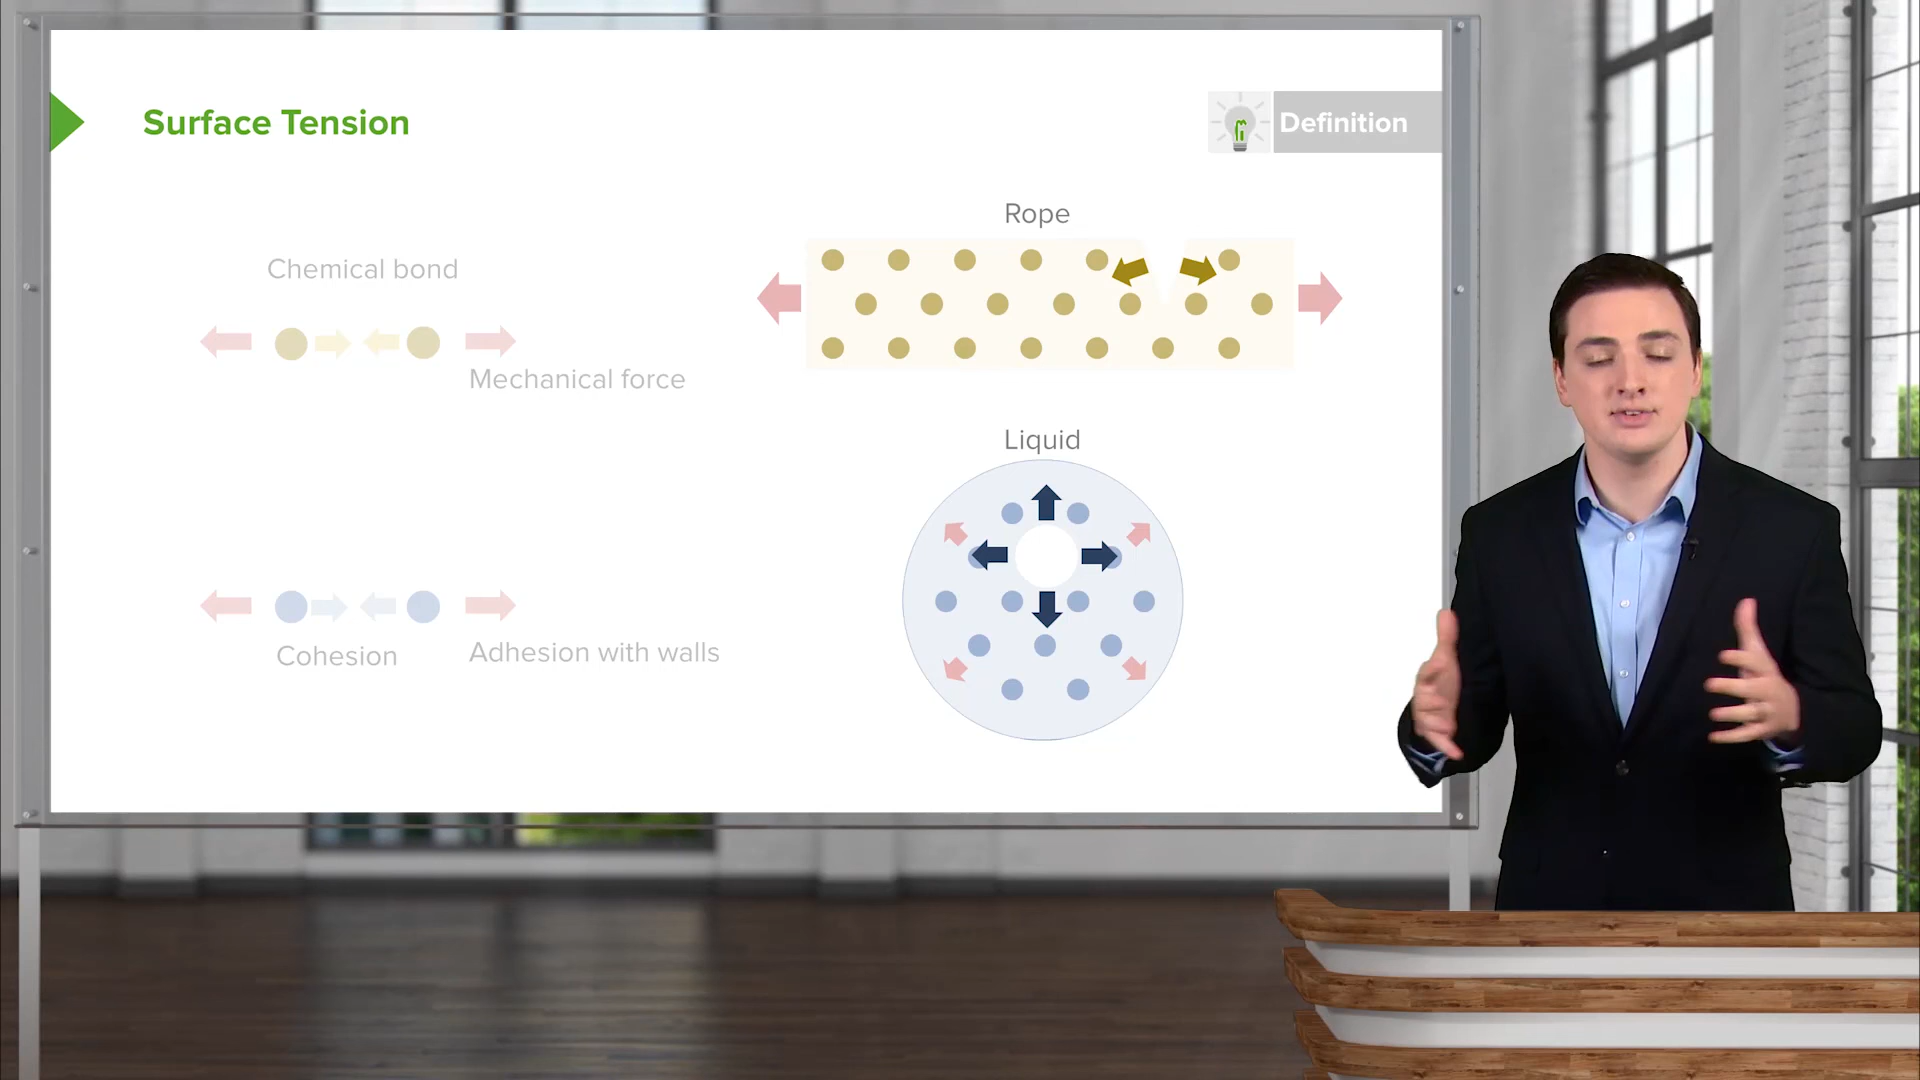 Surface Tension
Definition
Rope
Chemical bond
Mechanical force
Liquid
Cohesion
Adhesion with walls